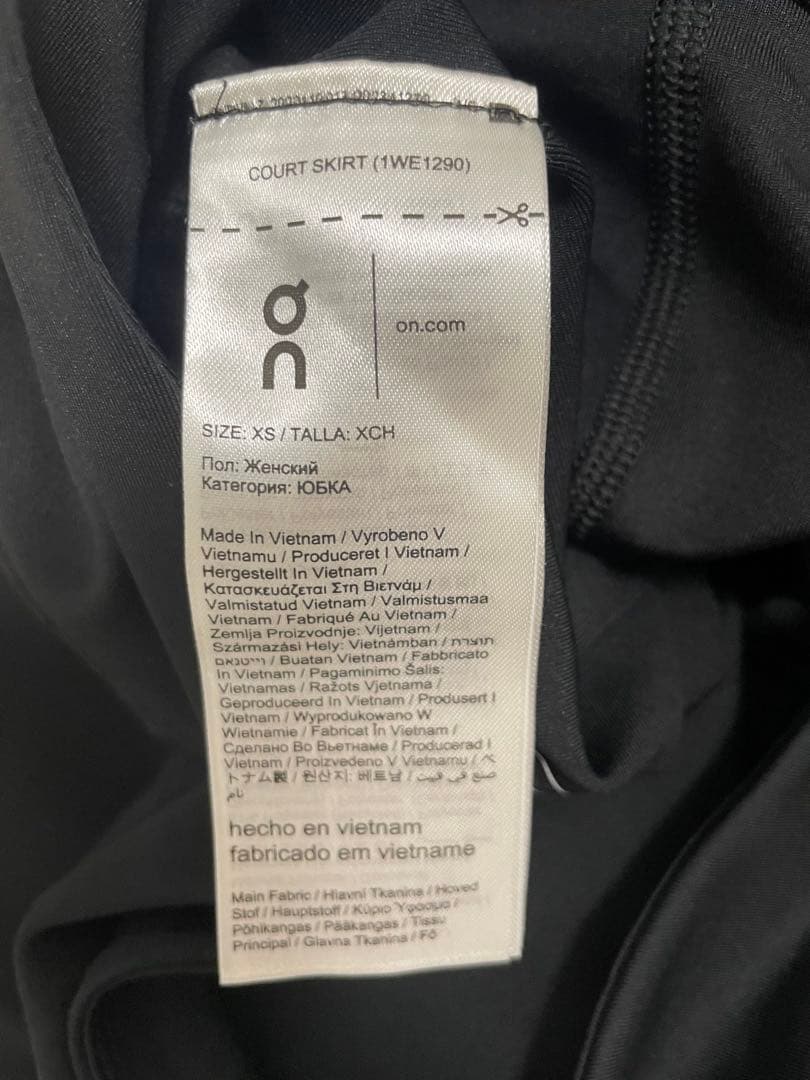 COURT SKIRT (1WE1290)
on
on.com
SIZE: XS / TALLA: XCH
Пол: Женский
Категория: ЮБКА
Made In Vietnam / Vyrobeno V
Vietnamu / Produceret I Vietnam /
Hergestellt In Vietnam /
Κατασκευάζεται Στη Βιετνάμ /
Valmistatud Vietnam / Valmistusmaa
Vietnam / Fabriqué Au Vietnam /
Zemlja Proizvodnje: Vijetnam /
Származási Hely: Vietnámban / תוצרת
וייטנאם / Buatan Vietnam / Fabbricato
In Vietnam / Pagaminimo Šalis:
Vietnamas / Ražots Vjetnama /
Geproduceerd In Vietnam / Produsert I
Vietnam / Wyprodukowano W
Wietnamie / Fabricat În Vietnam /
Сделано Во Вьетнаме / Producerad I
Vietnam / Proizvedeno V Vietnamu / ベ
トナム製 / 원산지: 베트남 / صنع في فيت
نام
hecho en vietnam
fabricado em vietname
Main Fabric / Hlavní Tkanina / Hoved
Stof / Hauptstoff / Κύριο Ύφασμα /
Põhikangas / Pääkangas / Tissu
Principal / Glavna Tkanina / Fő